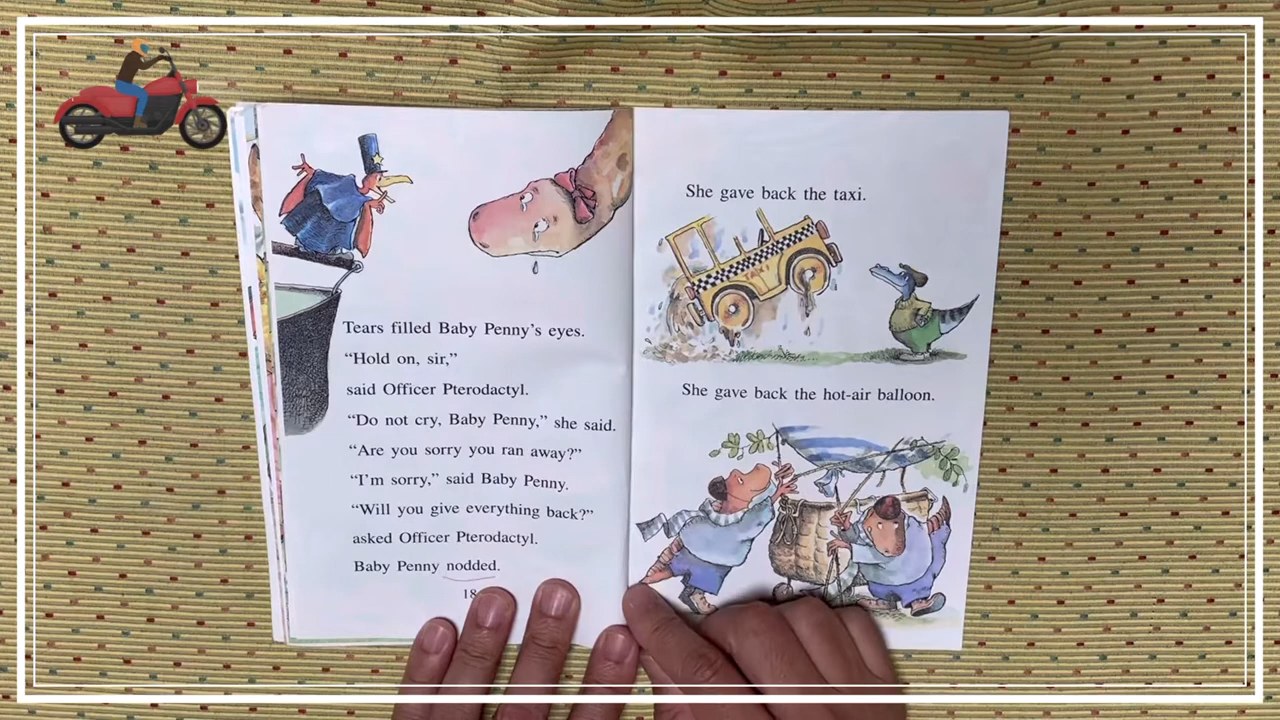 Tears filled Baby Penny's eyes.
"Hold on, sir,"
said Officer Pterodactyl.
"Do not cry, Baby Penny," she said.
"Are you sorry you ran away?"
"I'm sorry," said Baby Penny.
"Will you give everything back?"
asked Officer Pterodactyl.
Baby Penny nodded.
18
She gave back the taxi.
TAXI
She gave back the hot-air balloon.